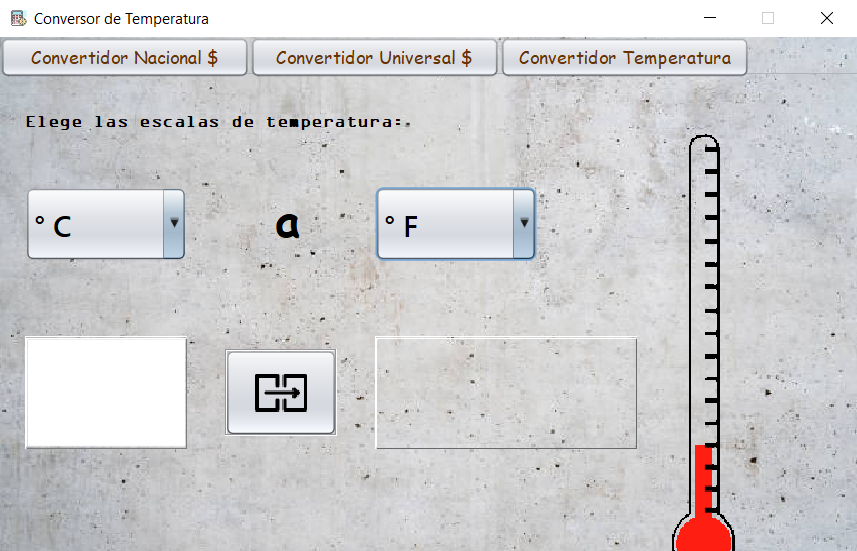 Conversor de Temperatura
Convertidor Nacional $ Convertidor Universal $ Convertidor Temperatura
Elege las escalas de temperatura:.
° C a ° F